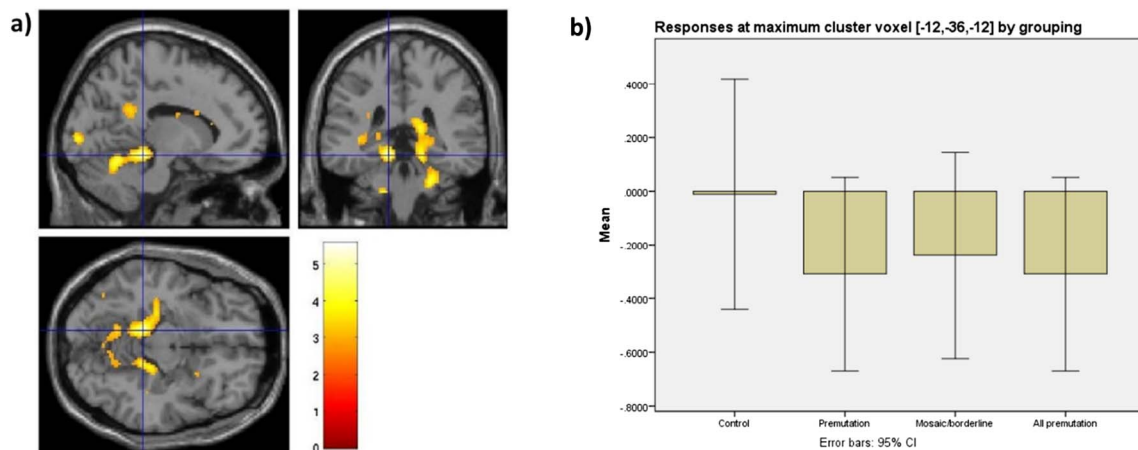 a)
5
4
3
2
1
0
b)
Responses at maximum cluster voxel [-12,-36,-12] by grouping
Mean
.4000
.2000
.0000
-.2000
-.4000
-.6000
-.8000
Control Premutation Mosaic/borderline All premutation
Error bars: 95% CI